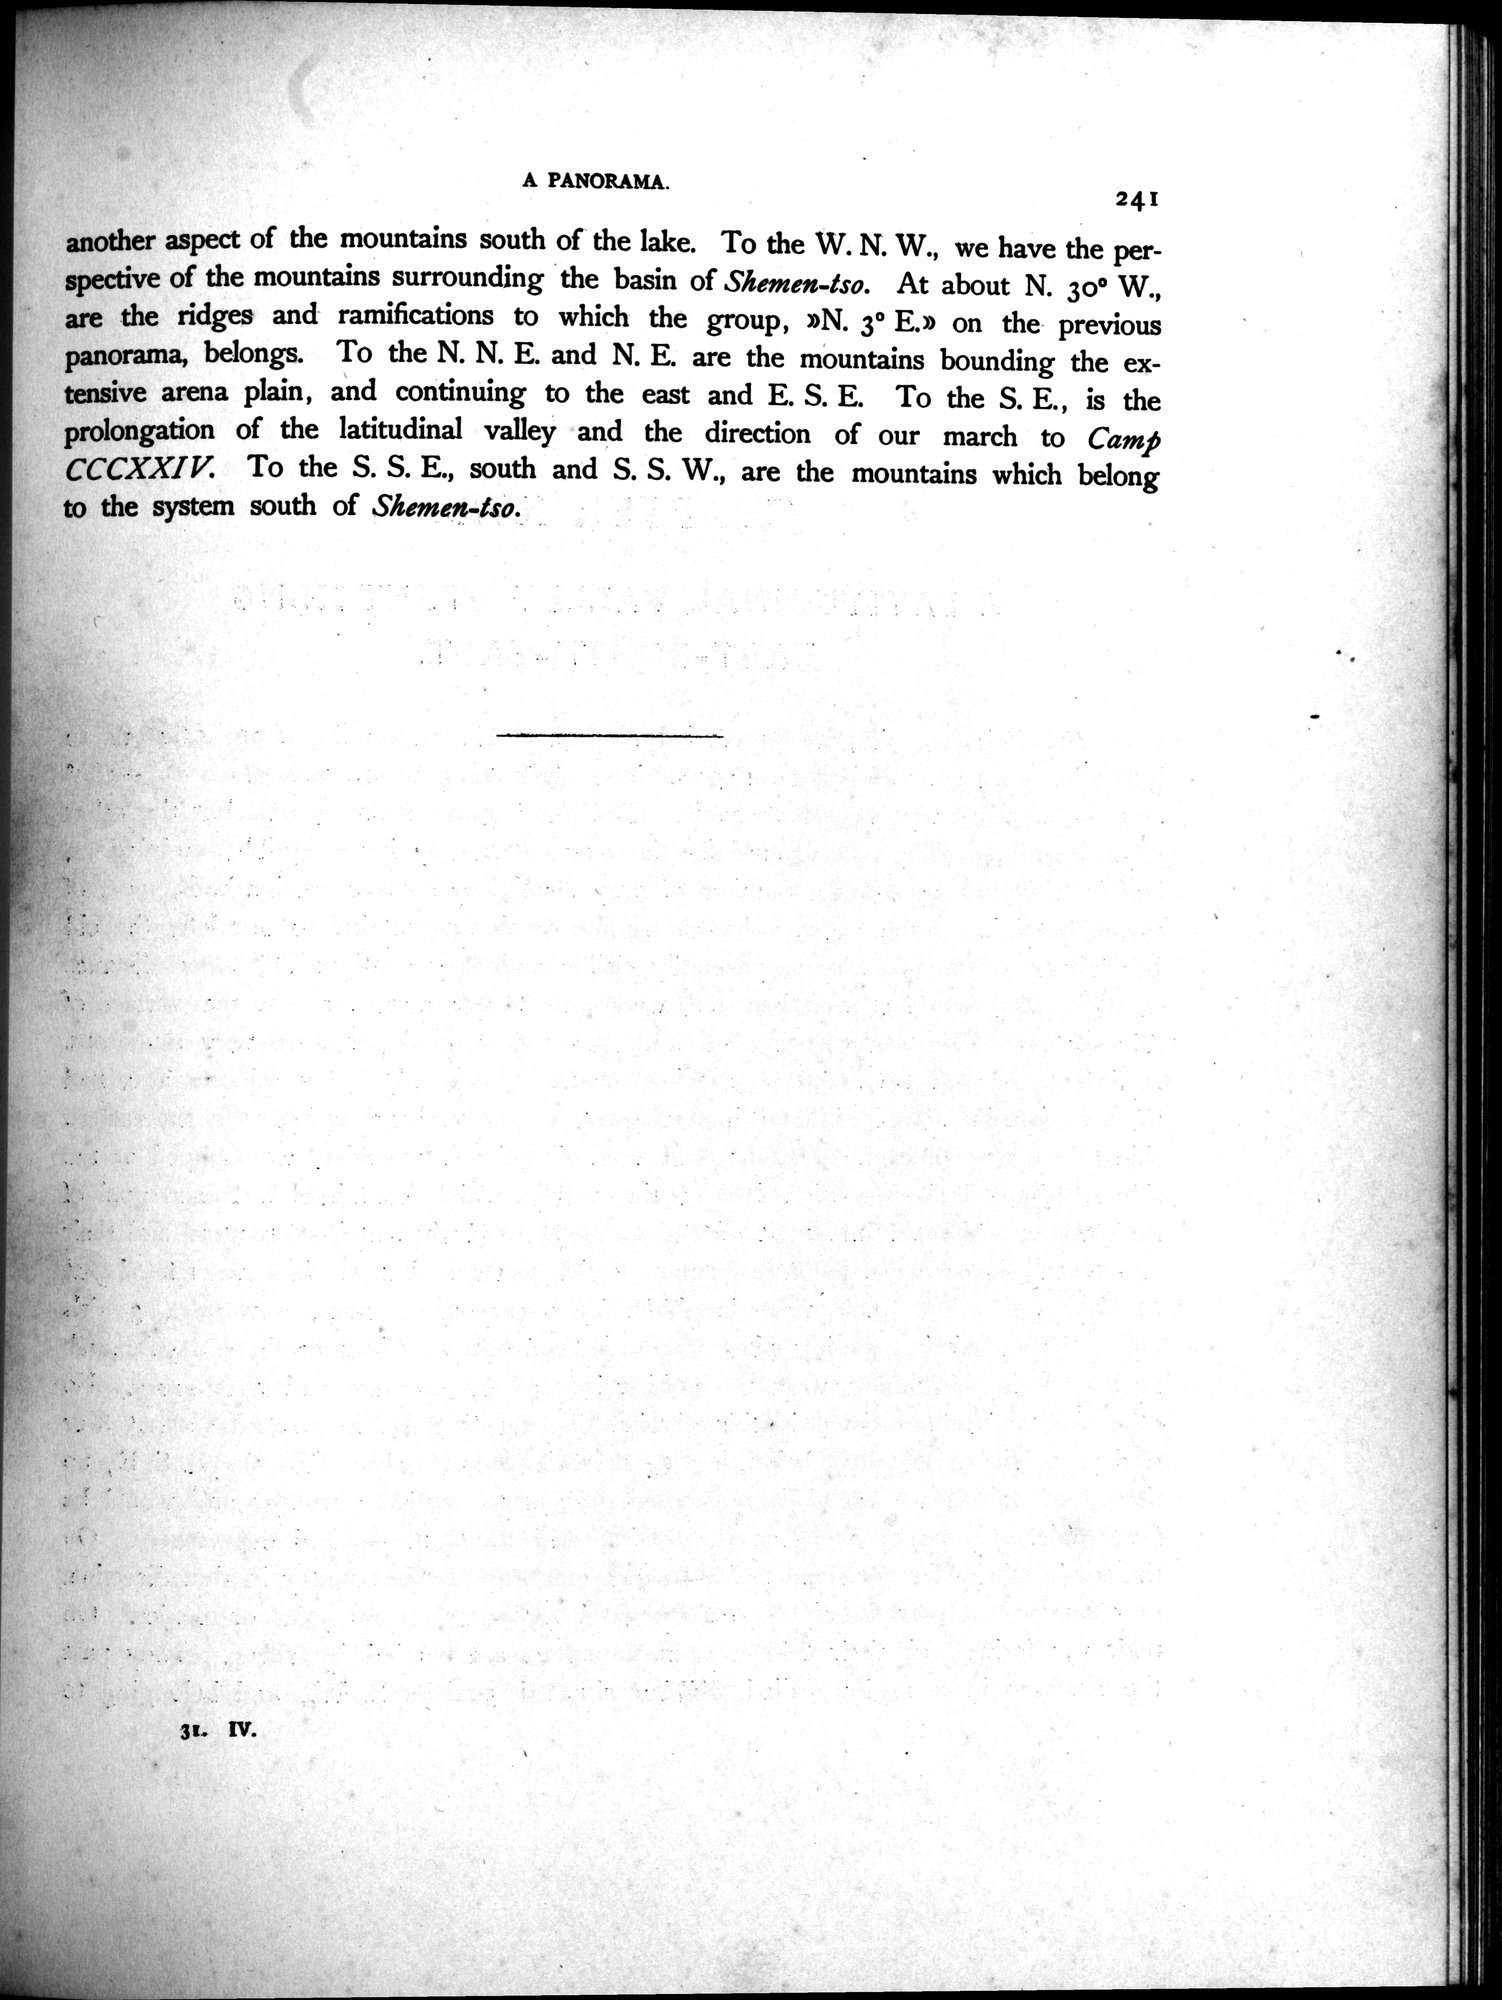 A PANORAMA.
241
another aspect of the mountains south of the lake. To the W. N. W., we have the per-
spective of the mountains surrounding the basin of Shemen-tso. At about N. 30° W.,
are the ridges and ramifications to which the group, »N. 3° E.» on the previous
panorama, belongs. To the N. N. E. and N. E. are the mountains bounding the ex-
tensive arena plain, and continuing to the east and E. S. E. To the S. E., is the
prolongation of the latitudinal valley and the direction of our march to Camp
CCCXXIV. To the S. S. E., south and S. S. W., are the mountains which belong
to the system south of Shemen-tso.
31. IV.